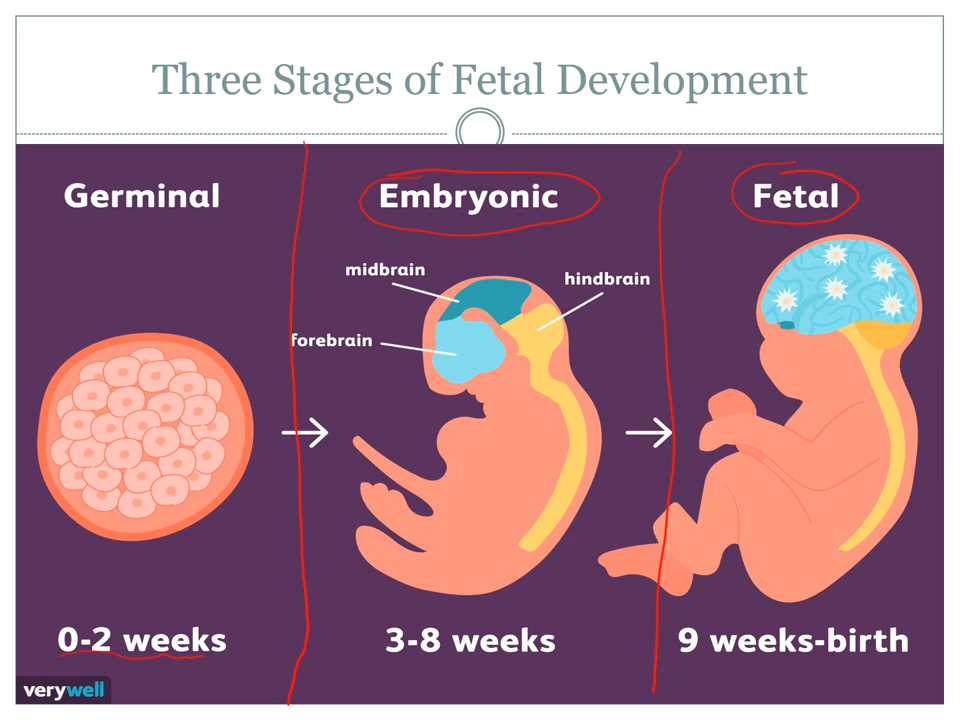 Three Stages of Fetal Development
Germinal
Embryonic
Fetal
midbrain
hindbrain
forebrain
0-2 weeks
3-8 weeks
9 weeks-birth
verywell